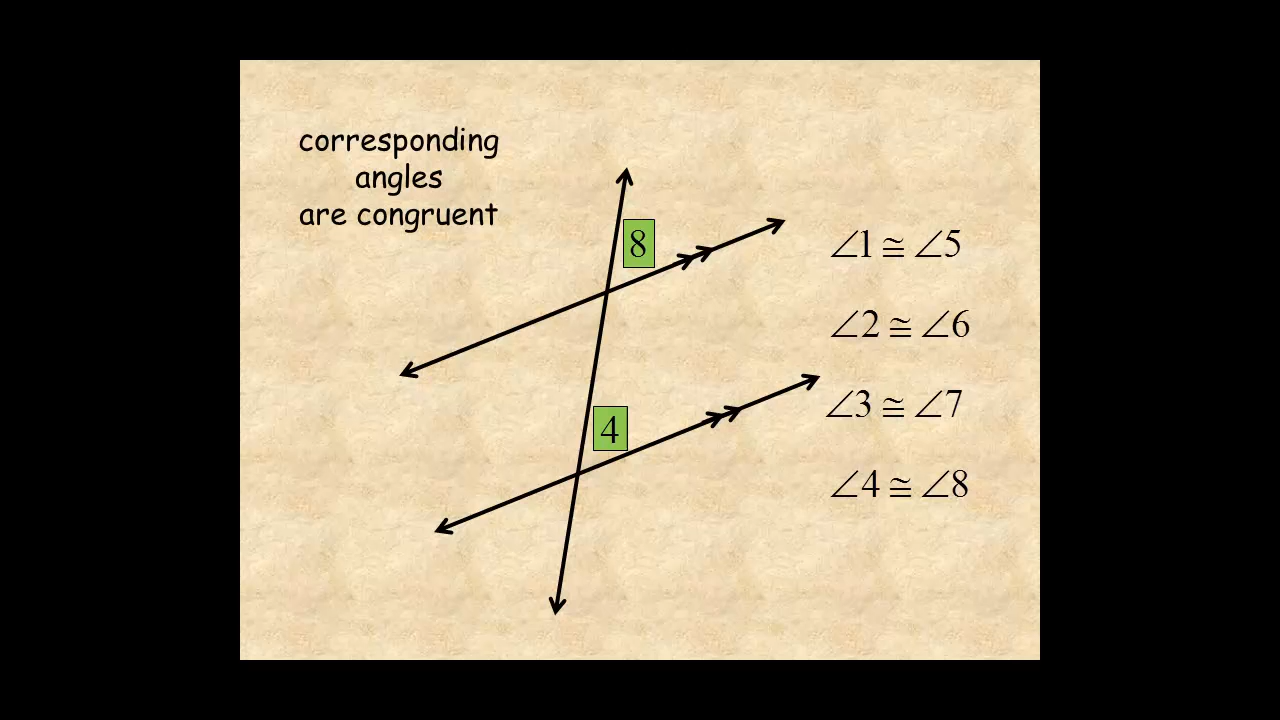 corresponding
angles
are congruent
8
∠1 ≅ ∠5
∠2 ≅ ∠6
∠3 ≅ ∠7
4
∠4 ≅ ∠8